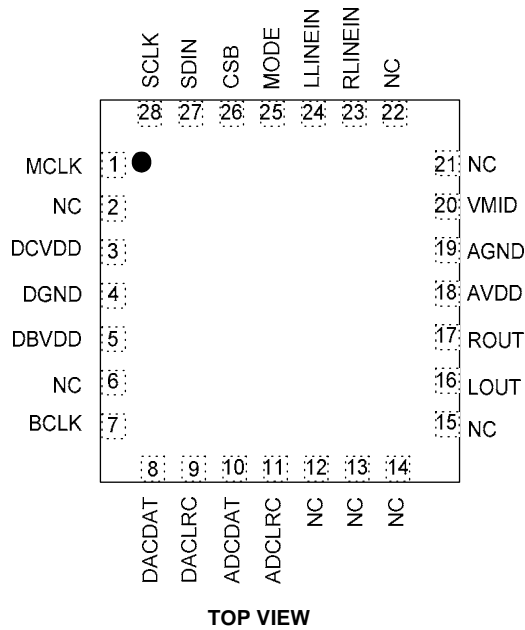 SCLK
SDIN
CSB
MODE
LLINEIN
RLINEIN
NC
28 27 26 25 24 23 22
MCLK 1
NC 2
DCVDD 3
DGND 4
DBVDD 5
NC 6
BCLK 7
21 NC
20 VMID
19 AGND
18 AVDD
17 ROUT
16 LOUT
15 NC
8 9 10 11 12 13 14
DACDAT
DACLRC
ADCDAT
ADCLRC
NC
NC
NC
TOP VIEW